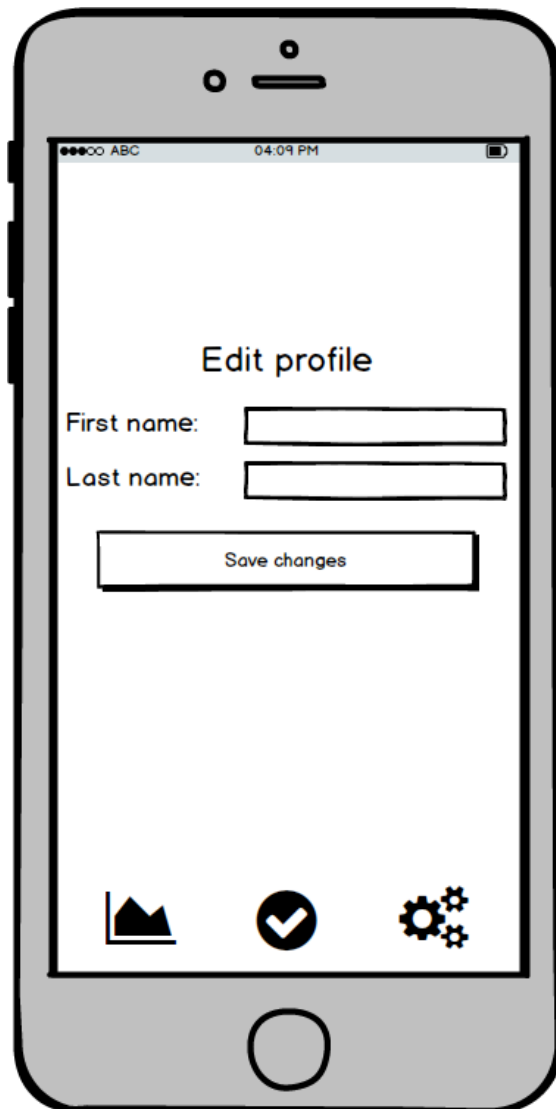 ABC 04:09 PM
Edit profile
First name:
Last name:
Save changes